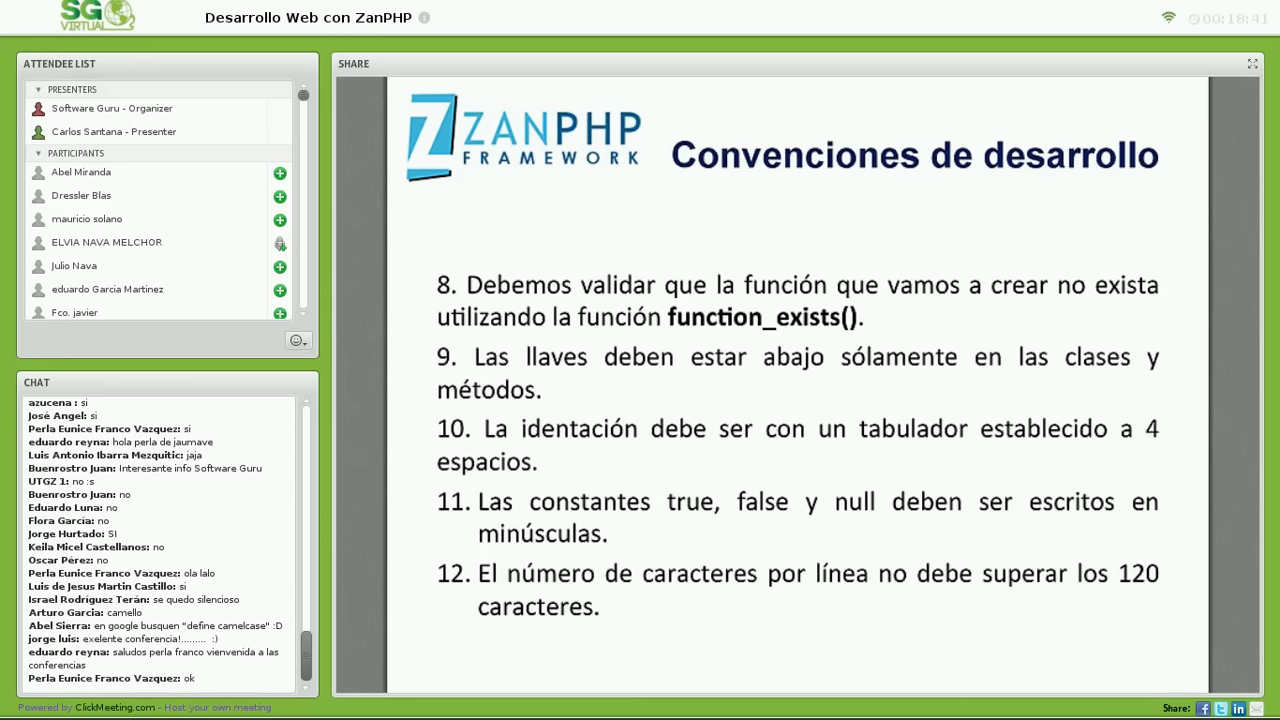 SG
VIRTUAL
Desarrollo Web con ZanPHP
00:18:41
ATTENDEE LIST
PRESENTERS
Software Guru - Organizer
Carlos Santana - Presenter
PARTICIPANTS
Abel Miranda
Dressler Blas
mauricio solano
ELVIA NAVA MELCHOR
Julio Nava
eduardo Garcia Martinez
Fco. javier
CHAT
azucena : si
José Angel: si
Perla Eunice Franco Vazquez: si
eduardo reyna: hola perla de jaumave
Luis Antonio Ibarra Mezquitic: jaja
Buenrostro Juan: Interesante info Software Guru
UTGZ 1: no :s
Buenrostro Juan: no
Eduardo Luna: no
Flora García: no
Jorge Hurtado: SI
Keila Micel Castellanos: no
Oscar Pérez: no
Perla Eunice Franco Vazquez: ola lalo
Luis de Jesus Martin Castillo: si
Israel Rodríguez Terán: se quedo silencioso
Arturo Garcia: camello
Abel Sierra: en google busquen "define camelcase" :D
jorge luis: exelente conferencia!......... :)
eduardo reyna: saludos perla franco vienvenida a las
conferencias
Perla Eunice Franco Vazquez: ok
SHARE
ZANPHP
FRAMEWORK
Convenciones de desarrollo
8. Debemos validar que la función que vamos a crear no exista
utilizando la función function_exists().
9. Las llaves deben estar abajo sólamente en las clases y
métodos.
10. La identación debe ser con un tabulador establecido a 4
espacios.
11. Las constantes true, false y null deben ser escritos en
minúsculas.
12. El número de caracteres por línea no debe superar los 120
caracteres.
Powered by ClickMeeting.com - Host your own meeting
Share: